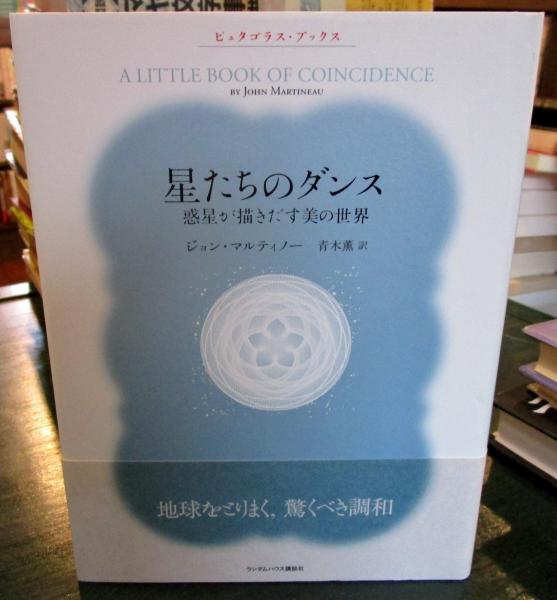 ピュタゴラス・ブックス
A LITTLE BOOK OF COINCIDENCE
BY JOHN MARTINEAU
星たちのダンス
惑星が描きだす美の世界
ジョン・マルティノー 青木薫 訳
地球をとりまく，驚くべき調和
ランダムハウス講談社